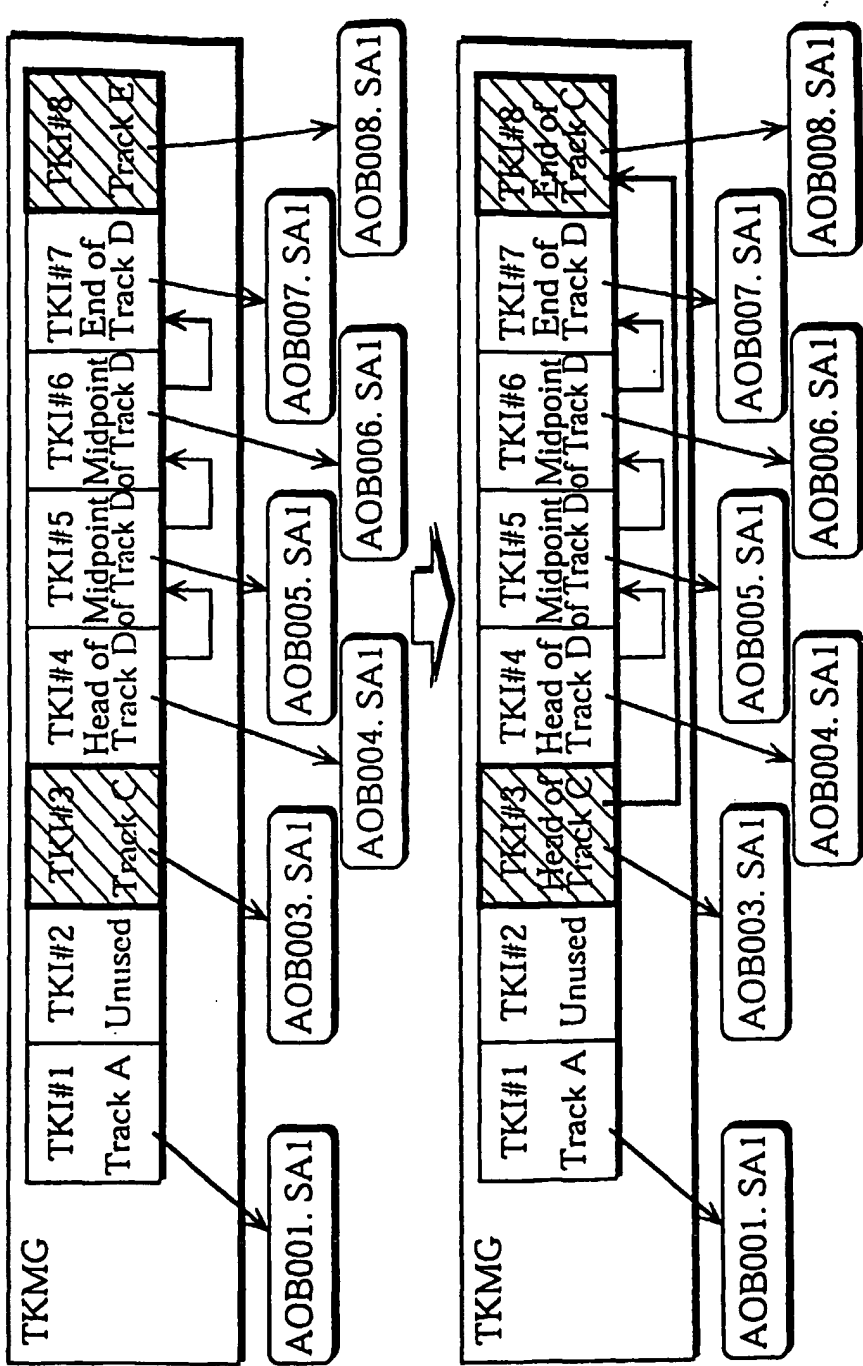 TKMG
TKI#1
Track A
TKI#2
Unused
TKI#3
Track C
TKI#4
Head of
Track D
TKI#5
Midpoint
of Track D
TKI#6
Midpoint
of Track D
TKI#7
End of
Track D
TKI#8
Track E
AOB001. SA1
AOB003. SA1
AOB004. SA1
AOB005. SA1
AOB006. SA1
AOB007. SA1
AOB008. SA1
TKMG
TKI#1
Track A
TKI#2
Unused
TKI#3
Head of
Track C
TKI#4
Head of
Track D
TKI#5
Midpoint
of Track D
TKI#6
Midpoint
of Track D
TKI#7
End of
Track D
TKI#8
End of
Track C
AOB001. SA1
AOB003. SA1
AOB004. SA1
AOB005. SA1
AOB006. SA1
AOB007. SA1
AOB008. SA1